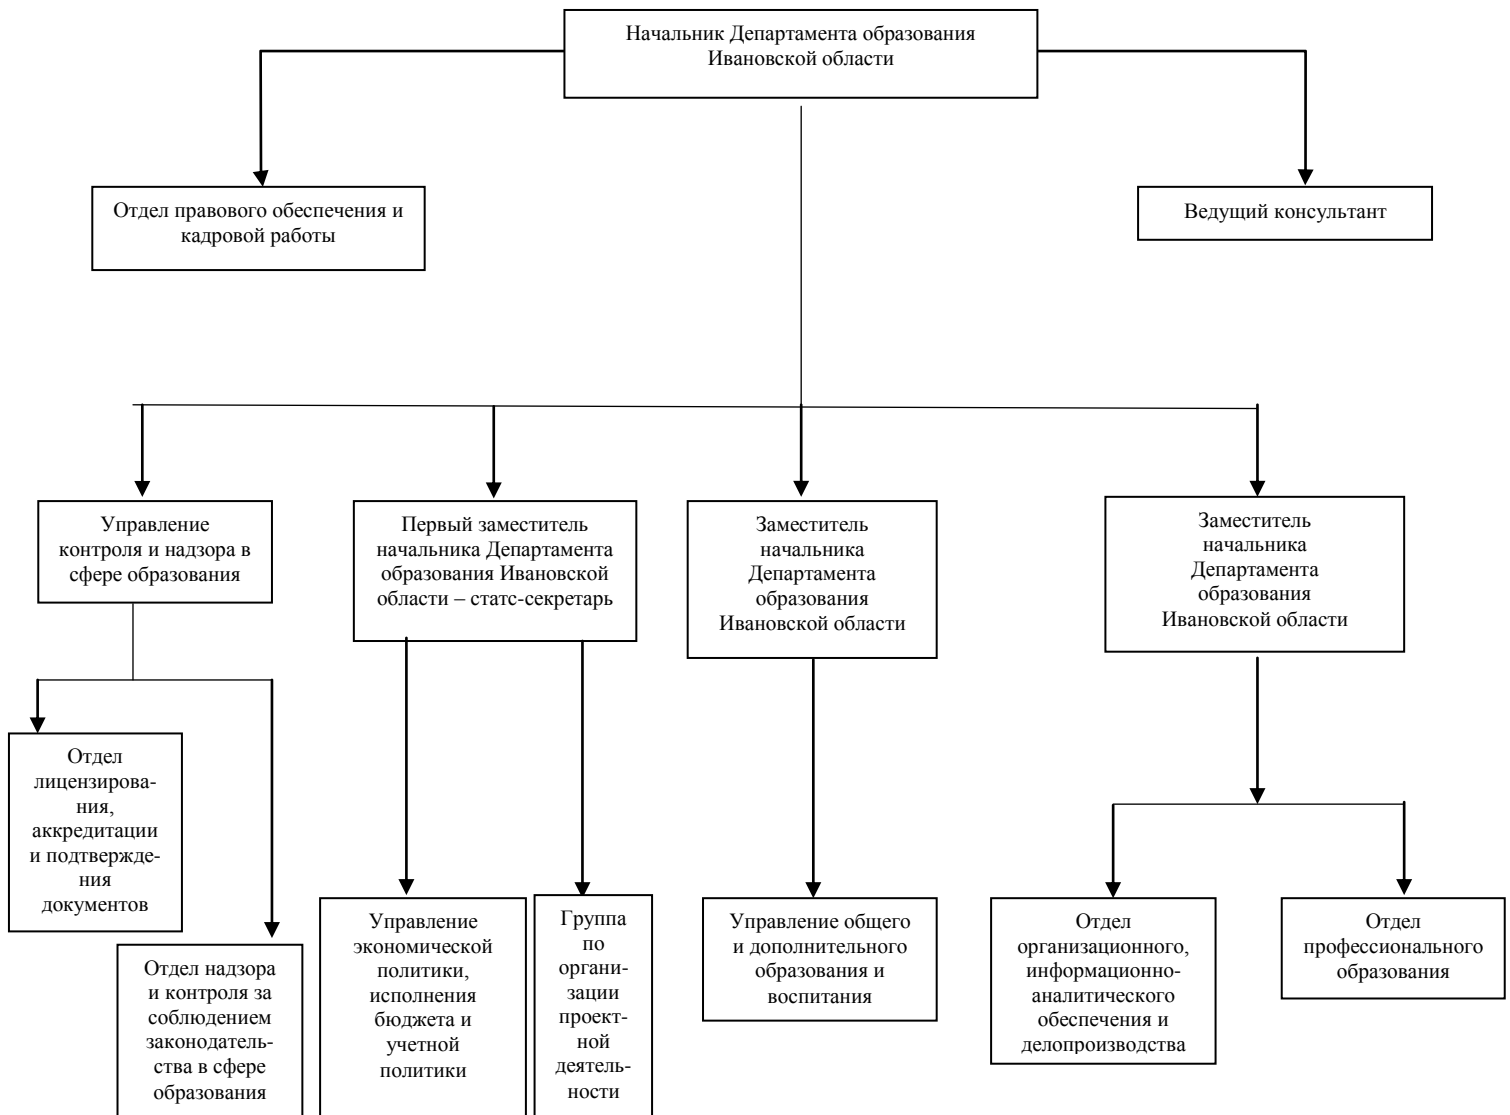 Начальник Департамента образования
Ивановской области
Отдел правового обеспечения и
кадровой работы
Ведущий консультант
Управление
контроля и надзора в
сфере образования
Первый заместитель
начальника Департамента
образования Ивановской
области – статс-секретарь
Заместитель
начальника
Департамента
образования
Ивановской области
Заместитель
начальника
Департамента
образования
Ивановской области
Отдел
лицензирова-
ния,
аккредитации
и подтвержде-
ния
документов
Отдел надзора
и контроля за
соблюдением
законодатель-
ства в сфере
образования
Управление
экономической
политики,
исполнения
бюджета и
учетной
политики
Группа
по
органи-
зации
проект-
ной
деятель-
ности
Управление общего
и дополнительного
образования и
воспитания
Отдел
организационного,
информационно-
аналитического
обеспечения и
делопроизводства
Отдел
профессионального
образования